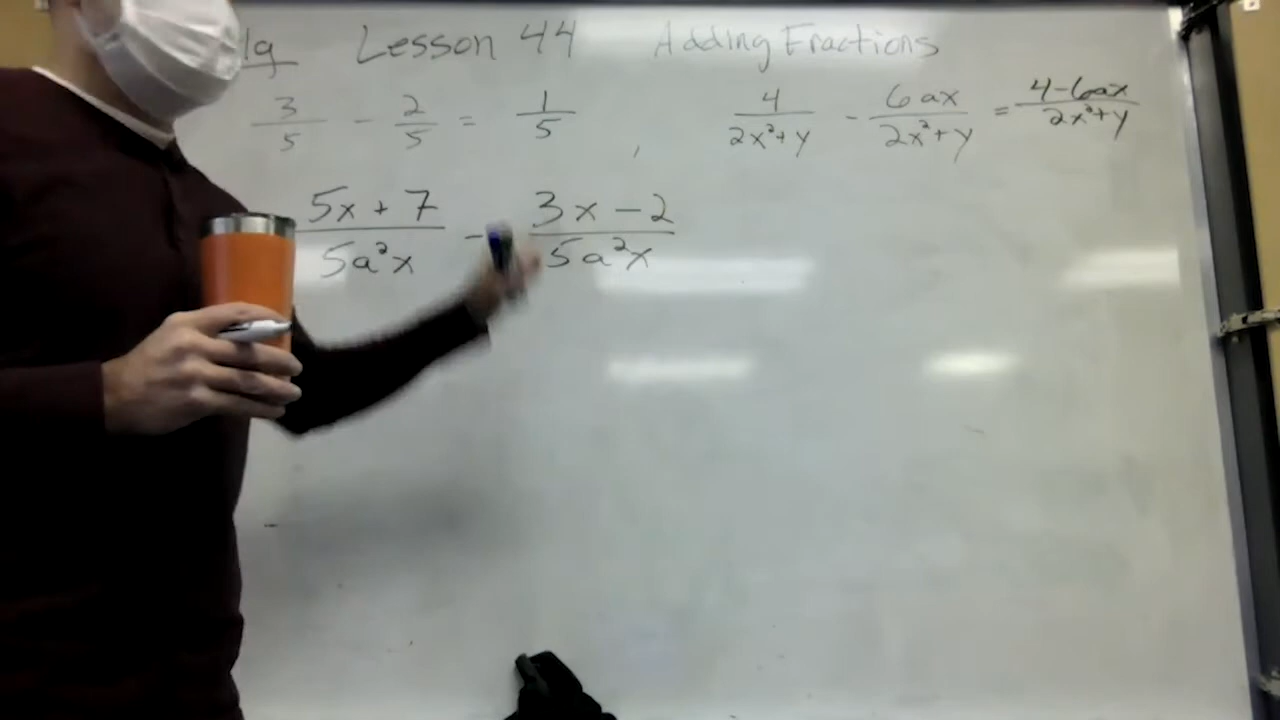 lg Lesson 44 Adding Fractions
3/5 - 2/5 = 1/5 , 4/(2x²+y) - 6ax/(2x²+y) = (4-6ax)/(2x²+y)
(5x+7)/(5a²x) - (3x-2)/(5a²x)